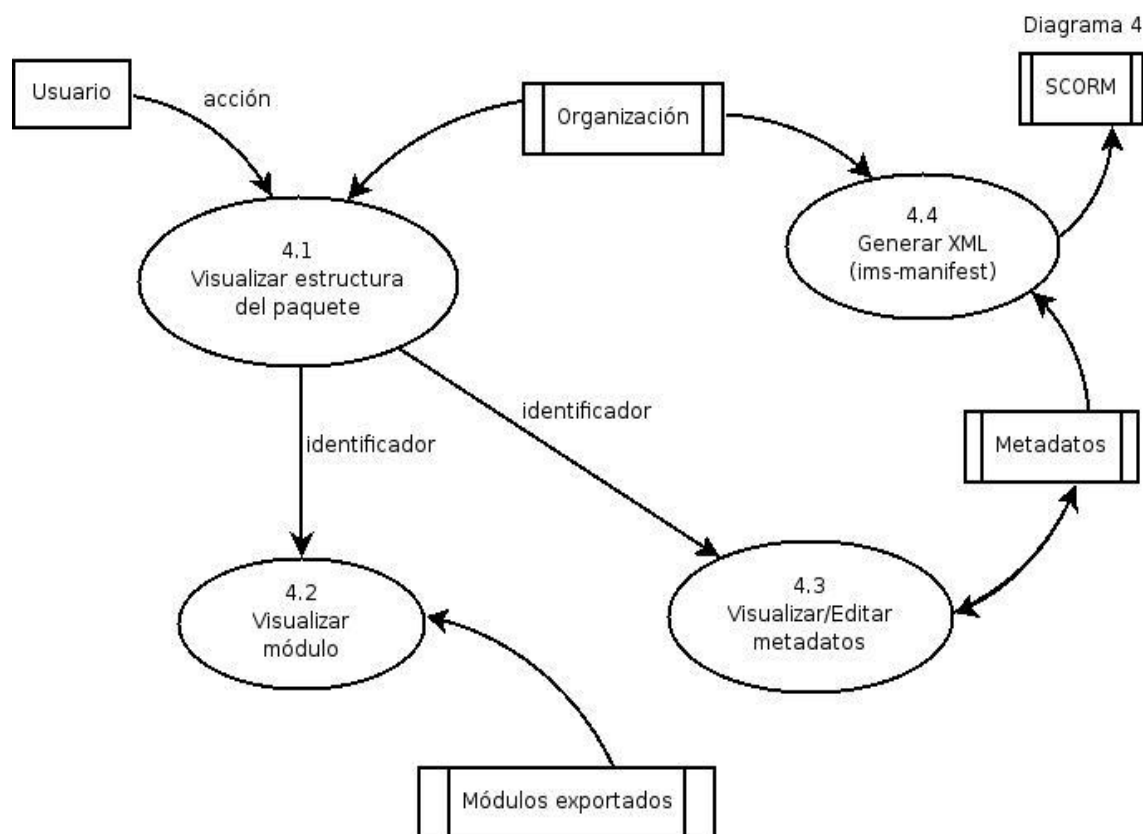 Diagrama 4
Usuario
acción
Organización
SCORM
4.1
Visualizar estructura
del paquete
4.4
Generar XML
(ims-manifest)
identificador
identificador
Metadatos
4.2
Visualizar
módulo
4.3
Visualizar/Editar
metadatos
Módulos exportados